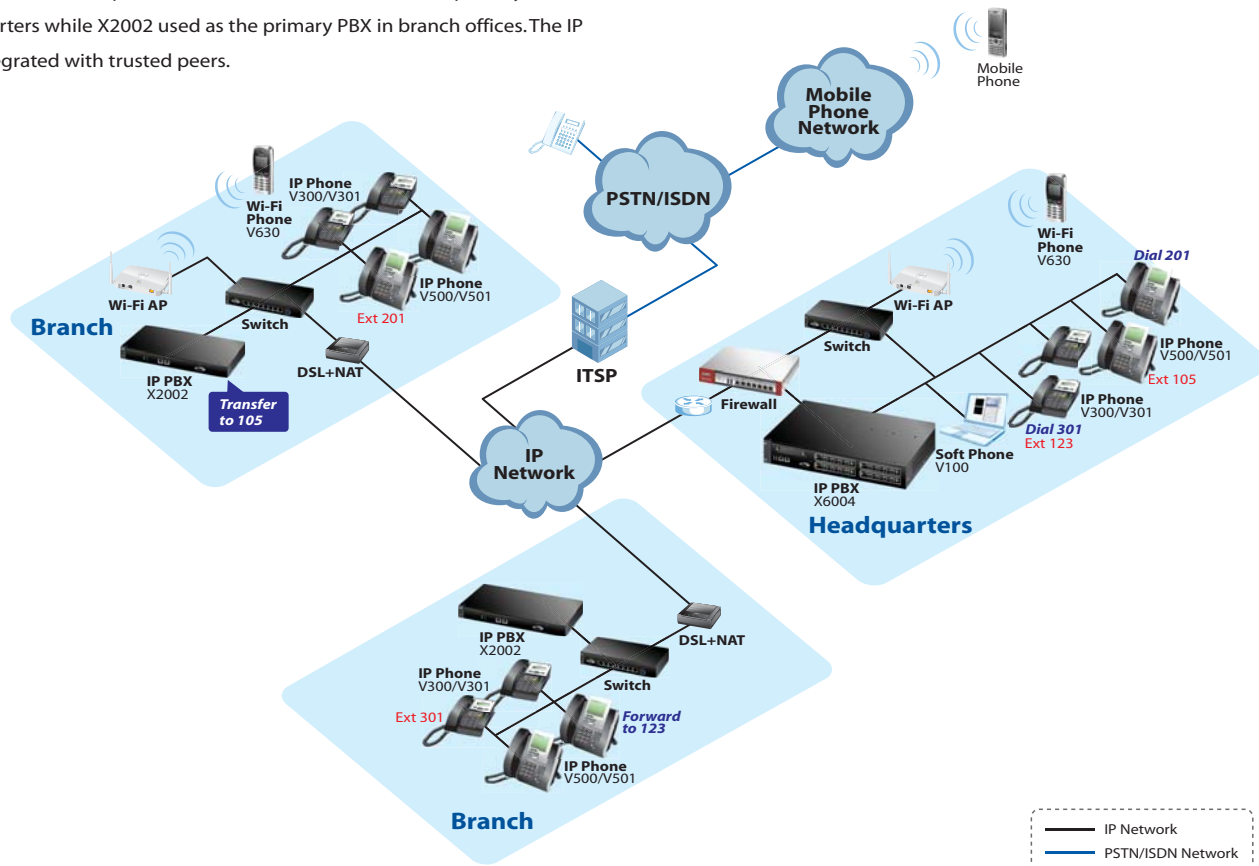 rters while X2002 used as the primary PBX in branch offices. The IP
egrated with trusted peers.
Mobile
Phone
Mobile
Phone
Network
PSTN/ISDN
ITSP
IP
Network
Wi-Fi
Phone
V630
IP Phone
V300/V301
IP Phone
V500/V501
Ext 201
Wi-Fi AP
Switch
Branch
DSL+NAT
IP PBX
X2002
Transfer
to 105
Wi-Fi
Phone
V630
Dial 201
Wi-Fi AP
Switch
IP Phone
V500/V501
Ext 105
Firewall
IP Phone
V300/V301
Dial 301
Ext 123
Soft Phone
V100
IP PBX
X6004
Headquarters
IP PBX
X2002
DSL+NAT
Switch
IP Phone
V300/V301
Ext 301
Forward
to 123
IP Phone
V500/V501
Branch
IP Network
PSTN/ISDN Network